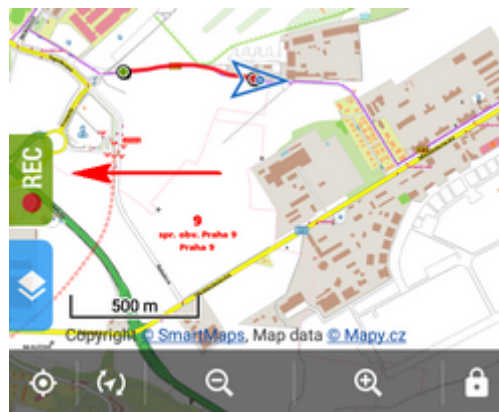 REC
9
spr. obv. Praha 9
Praha 9
500 m
Copyright © SmartMaps, Map data © Mapy.cz